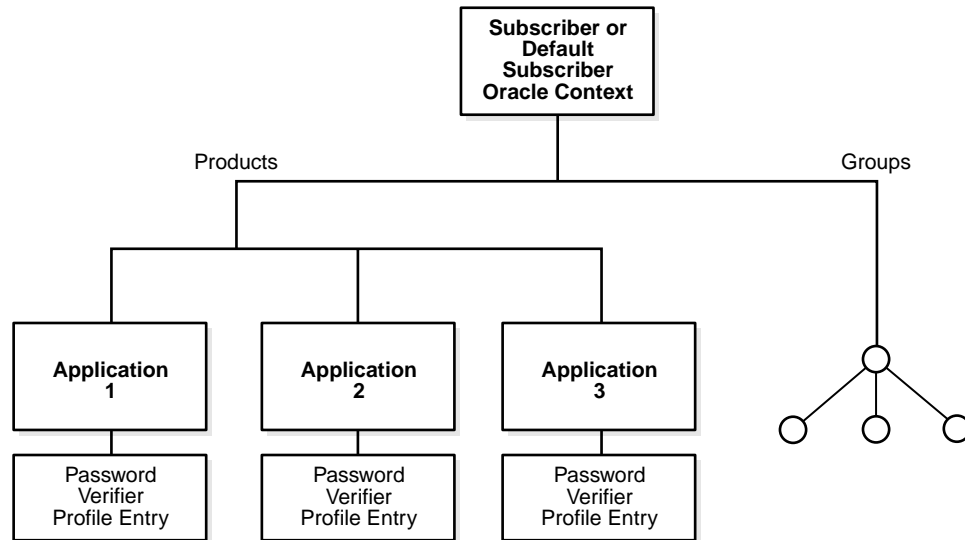 Subscriber or
Default
Subscriber
Oracle Context
Products
Groups
Application
1
Application
2
Application
3
Password
Verifier
Profile Entry
Password
Verifier
Profile Entry
Password
Verifier
Profile Entry